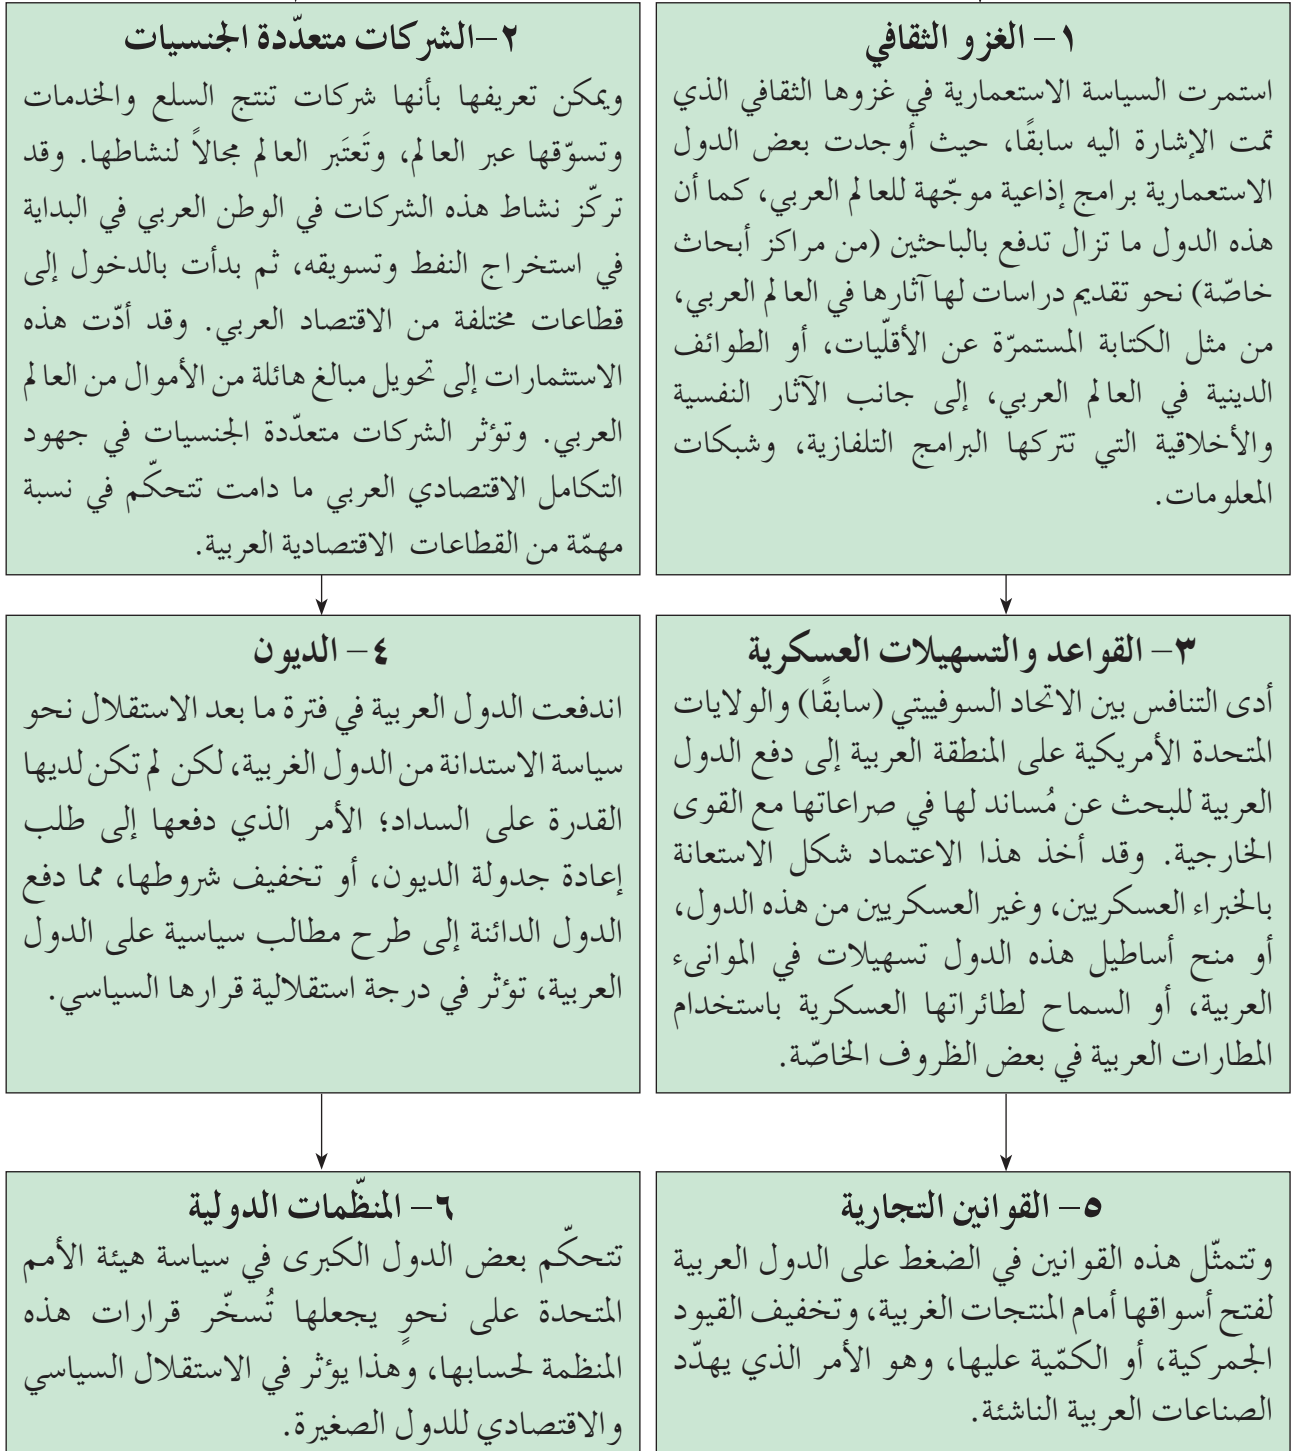 ١- الغزو الثقافي
استمرت السياسة الاستعمارية في غزوها الثقافي الذي
تمت الإشارة اليه سابقًا، حيث أوجدت بعض الدول
الاستعمارية برامج إذاعية موجّهة للعالم العربي، كما أن
هذه الدول ما تزال تدفع بالباحثين (من مراكز أبحاث
خاصّة) نحو تقديم دراسات لها آثارها في العالم العربي،
من مثل الكتابة المستمرّة عن الأقلّيات، أو الطوائف
الدينية في العالم العربي، إلى جانب الآثار النفسية
والأخلاقية التي تتركها البرامج التلفازية، وشبكات
المعلومات.
٢-الشركات متعدّدة الجنسيات
ويمكن تعريفها بأنها شركات تنتج السلع والخدمات
وتسوّقها عبر العالم، وتَعتَبر العالم مجالاً لنشاطها. وقد
تركّز نشاط هذه الشركات في الوطن العربي في البداية
في استخراج النفط وتسويقه، ثم بدأت بالدخول إلى
قطاعات مختلفة من الاقتصاد العربي. وقد أدّت هذه
الاستثمارات إلى تحويل مبالغ هائلة من الأموال من العالم
العربي. وتؤثر الشركات متعدّدة الجنسيات في جهود
التكامل الاقتصادي العربي ما دامت تتحكّم في نسبة
مهمّة من القطاعات الاقتصادية العربية.
٣- القواعد والتسهيلات العسكرية
أدى التنافس بين الاتحاد السوفييتي (سابقًا) والولايات
المتحدة الأمريكية على المنطقة العربية إلى دفع الدول
العربية للبحث عن مُساند لها في صراعاتها مع القوى
الخارجية. وقد أخذ هذا الاعتماد شكل الاستعانة
بالخبراء العسكريين، وغير العسكريين من هذه الدول،
أو منح أساطيل هذه الدول تسهيلات في الموانىء
العربية، أو السماح لطائراتها العسكرية باستخدام
المطارات العربية في بعض الظروف الخاصّة.
٤- الديون
اندفعت الدول العربية في فترة ما بعد الاستقلال نحو
سياسة الاستدانة من الدول الغربية، لكن لم تكن لديها
القدرة على السداد؛ الأمر الذي دفعها إلى طلب
إعادة جدولة الديون، أو تخفيف شروطها، مما دفع
الدول الدائنة إلى طرح مطالب سياسية على الدول
العربية، تؤثر في درجة استقلالية قرارها السياسي.
٥- القوانين التجارية
وتتمثّل هذه القوانين في الضغط على الدول العربية
لفتح أسواقها أمام المنتجات الغربية، وتخفيف القيود
الجمركية، أو الكمّية عليها، وهو الأمر الذي يهدّد
الصناعات العربية الناشئة.
٦- المنظّمات الدولية
تتحكّم بعض الدول الكبرى في سياسة هيئة الأمم
المتحدة على نحوٍ يجعلها تُسخّر قرارات هذه
المنظمة لحسابها، وهذا يؤثر في الاستقلال السياسي
والاقتصادي للدول الصغيرة.